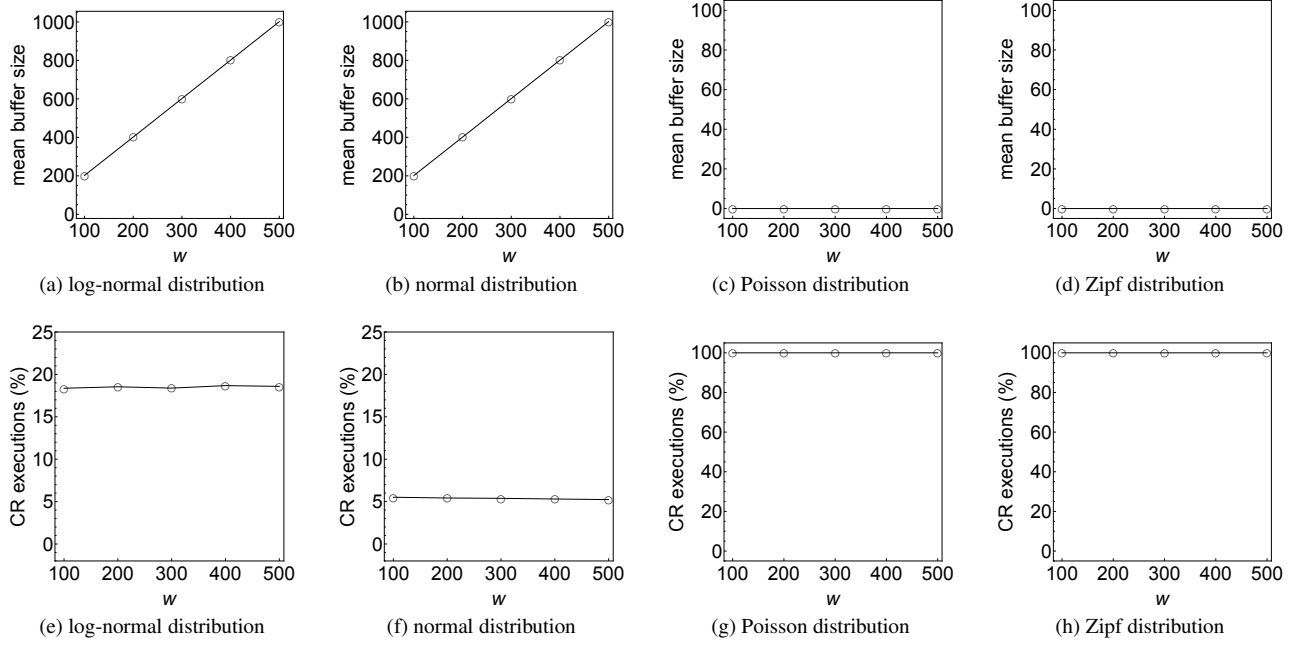 1000
800
600
400
200
0
mean buffer size
100 200 300 400 500
w
(a) log-normal distribution
1000
800
600
400
200
0
mean buffer size
100 200 300 400 500
w
(b) normal distribution
100
80
60
40
20
0
mean buffer size
100 200 300 400 500
w
(c) Poisson distribution
100
80
60
40
20
0
mean buffer size
100 200 300 400 500
w
(d) Zipf distribution
25
20
15
10
5
0
CR executions (%)
100 200 300 400 500
w
(e) log-normal distribution
25
20
15
10
5
0
CR executions (%)
100 200 300 400 500
w
(f) normal distribution
100
80
60
40
20
0
CR executions (%)
100 200 300 400 500
w
(g) Poisson distribution
100
80
60
40
20
0
CR executions (%)
100 200 300 400 500
w
(h) Zipf distribution